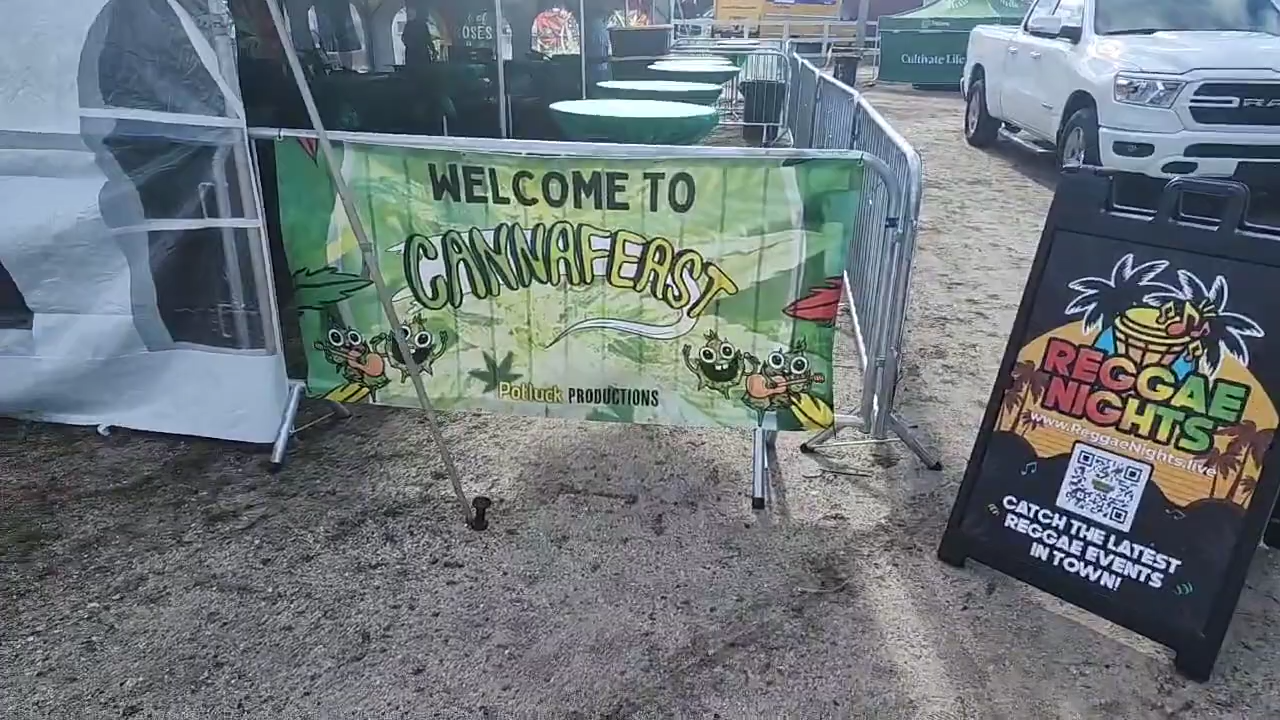 OSES
Cultivate Life
WELCOME TO
CANNAFEAST
Potluck PRODUCTIONS
REGGAE
NIGHTS
www.ReggaeNights.live
CATCH THE LATEST
REGGAE EVENTS
IN TOWN!